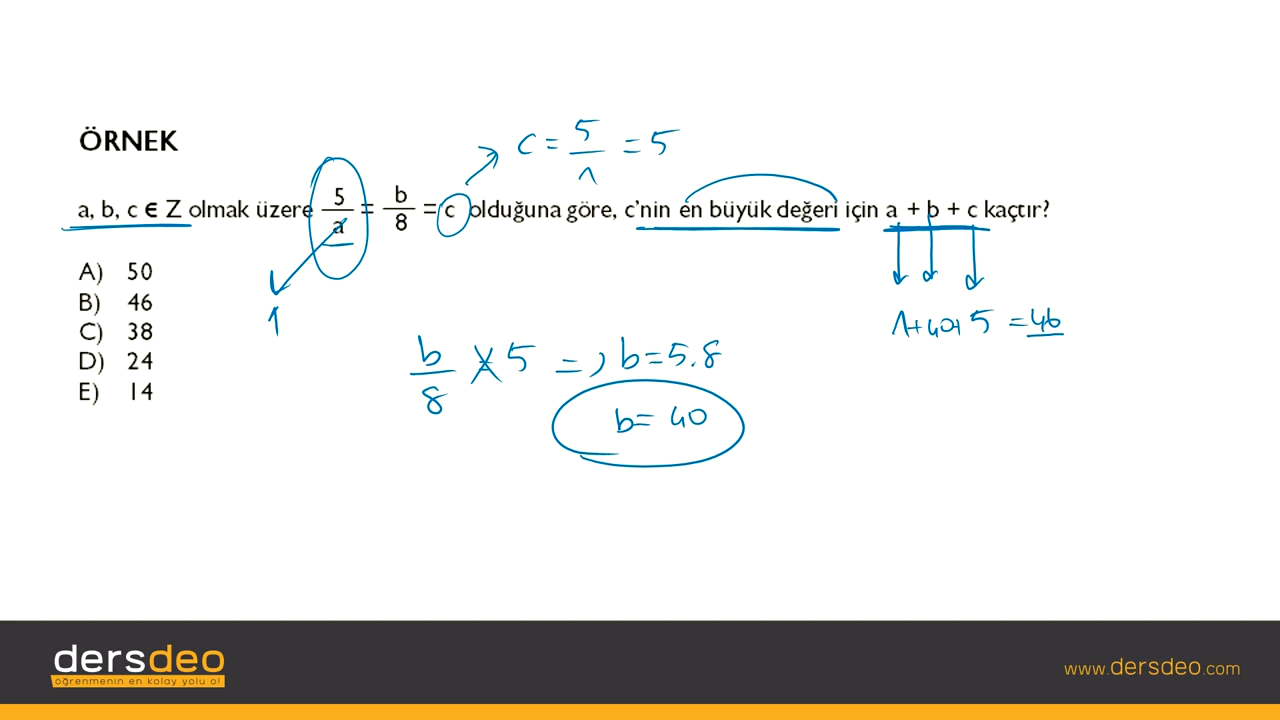 ÖRNEK
c = 5/1 = 5
a, b, c ∈ Z olmak üzere 5/a = b/8 = c olduğuna göre, c'nin en büyük değeri için a + b + c kaçtır?
A) 50
B) 46
C) 38
D) 24
E) 14
1
1+40+5 = 46
b/8 = 5 => b = 5.8
b = 40
dersdeo
öğrenmenin en kolay yolu o!
www.dersdeo.com